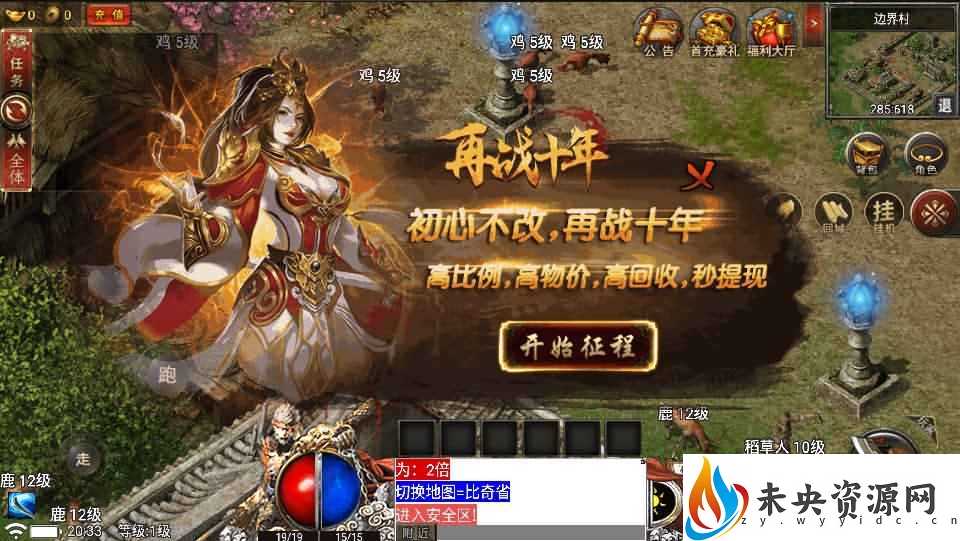 0 0 充值
鸡 5级
鸡 5级 鸡 5级
鸡 5级
鸡 5级
公告 首充豪礼 福利大厅
边界村
285:618 退
任务
全体
背包 角色
回城 挂 挂机
再战十年
初心不改,再战十年
高比例,高物价,高回收,秒提现
开始征程
跑
走
鹿 12级
稻草人 10级
鹿 12级
鹿 12级
20:33 等级:1级
19/19 15/15
为：2倍
切换地图=比奇省
进入安全区!
附近
未央资源网
zy.wyyidc.cn